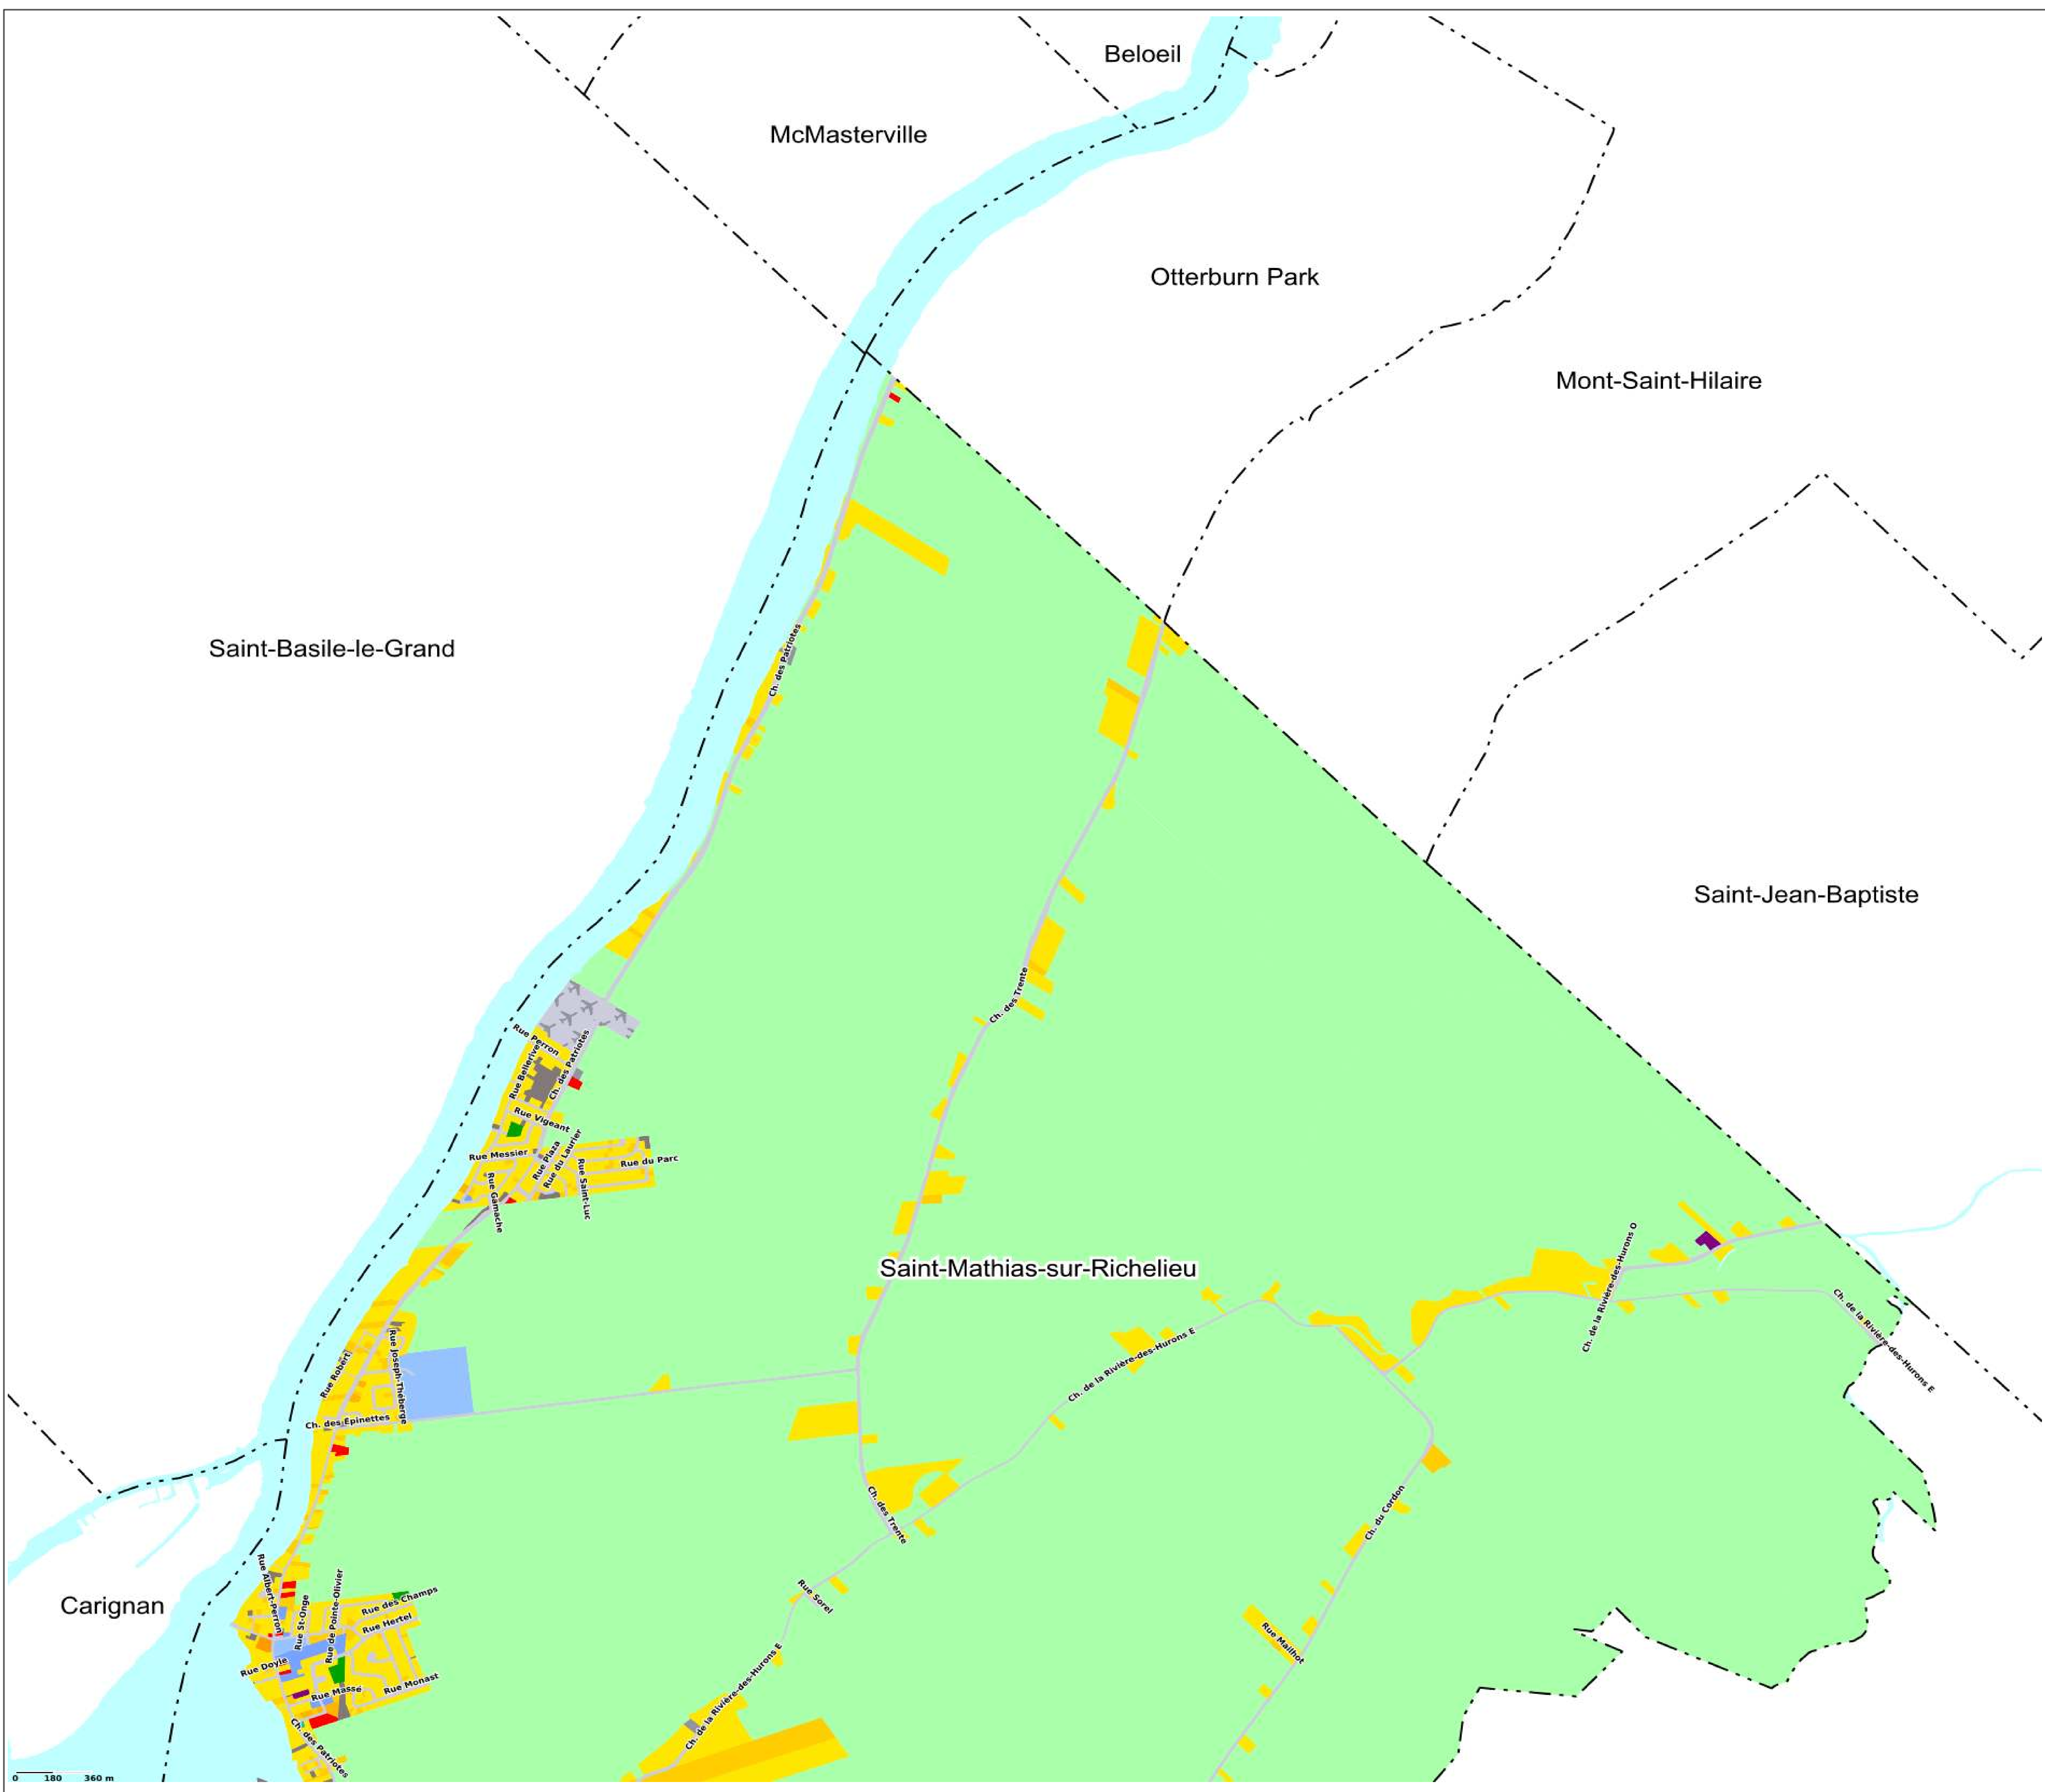 Beloeil
McMasterville
Otterburn Park
Mont-Saint-Hilaire
Saint-Basile-le-Grand
Ch. des Patriotes
Saint-Jean-Baptiste
Ch. des Trente
Rue Perron
Rue Bellerive
Ch. des Patriotes
Rue Vigeant
Rue Messier
Rue Plaza
Rue du Laurier
Rue du Parc
Rue Saint-Luc
Rue Gamache
Saint-Mathias-sur-Richelieu
Ch. de la Rivière-des-Hurons O
Ch. de la Rivière-des-Hurons E
Ch. de la Rivière-des-Hurons E
Rue Robert
Rue Joseph-Théberge
Ch. des Épinettes
Ch. des Trente
Ch. du Cordon
Carignan
Rue Albert-Perron
Rue St-Onge
Rue de Pointe-Olivier
Rue des Champs
Rue Hertel
Rue Sorel
Rue Mailhot
Rue Doyle
Rue Massé
Rue Monast
Ch. de la Rivière-des-Hurons E
Ch. des Patriotes
0 180 360 m